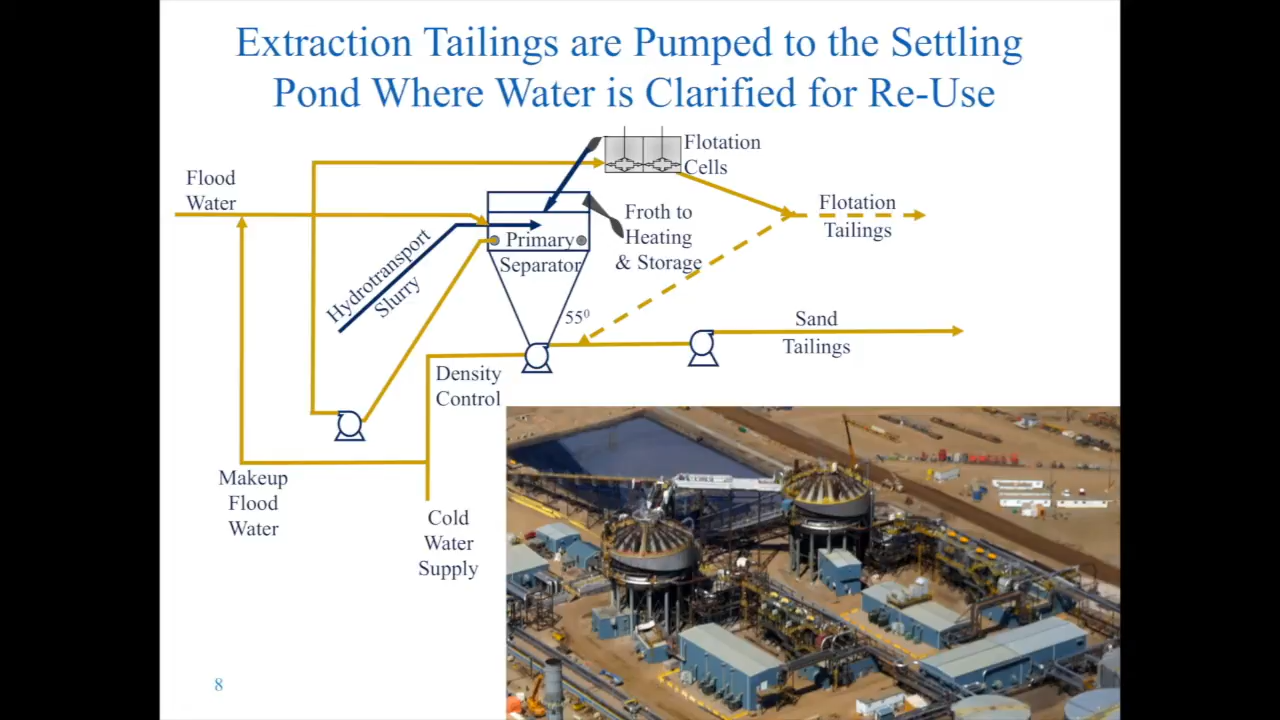 Extraction Tailings are Pumped to the Settling
Pond Where Water is Clarified for Re-Use
Flotation
Cells
Flood
Water
Flotation
Tailings
Froth to
Heating
& Storage
Primary
Separator
Hydrotransport
Slurry
55⁰
Sand
Tailings
Density
Control
Makeup
Flood
Water
Cold
Water
Supply
8